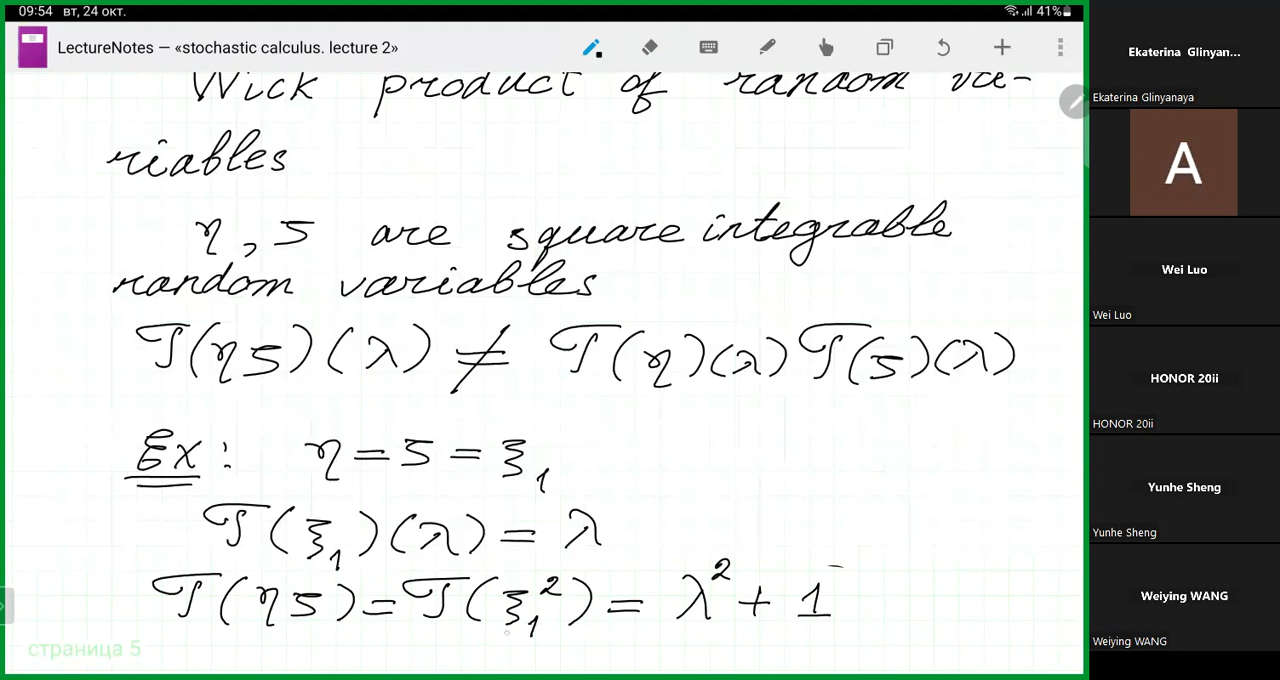 09:54 вт, 24 окт.
41%
LectureNotes — «stochastic calculus. lecture 2»
Wick product of random va-
riables
η, ζ are square integrable
random variables
𝒯(ηζ)(λ) ≠ 𝒯(η)(λ)𝒯(ζ)(λ)
Ex: η = ζ = ξ₁
𝒯(ξ₁)(λ) = λ
𝒯(ηζ) = 𝒯(ξ₁²) = λ² + 1
страница 5
Ekaterina Glinyan...
Ekaterina Glinyanaya
A
Wei Luo
Wei Luo
HONOR 20ii
HONOR 20ii
Yunhe Sheng
Yunhe Sheng
Weiying WANG
Weiying WANG